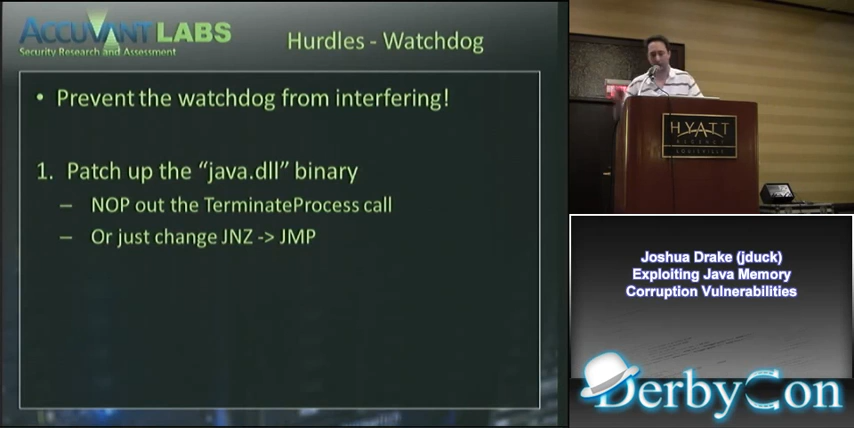 ACCUVANT LABS
Security Research and Assessment
Hurdles - Watchdog
• Prevent the watchdog from interfering!
1. Patch up the “java.dll” binary
– NOP out the TerminateProcess call
– Or just change JNZ -> JMP
HYATT
REGENCY
LOUISVILLE
Joshua Drake (jduck)
Exploiting Java Memory
Corruption Vulnerabilities
DerbyCon